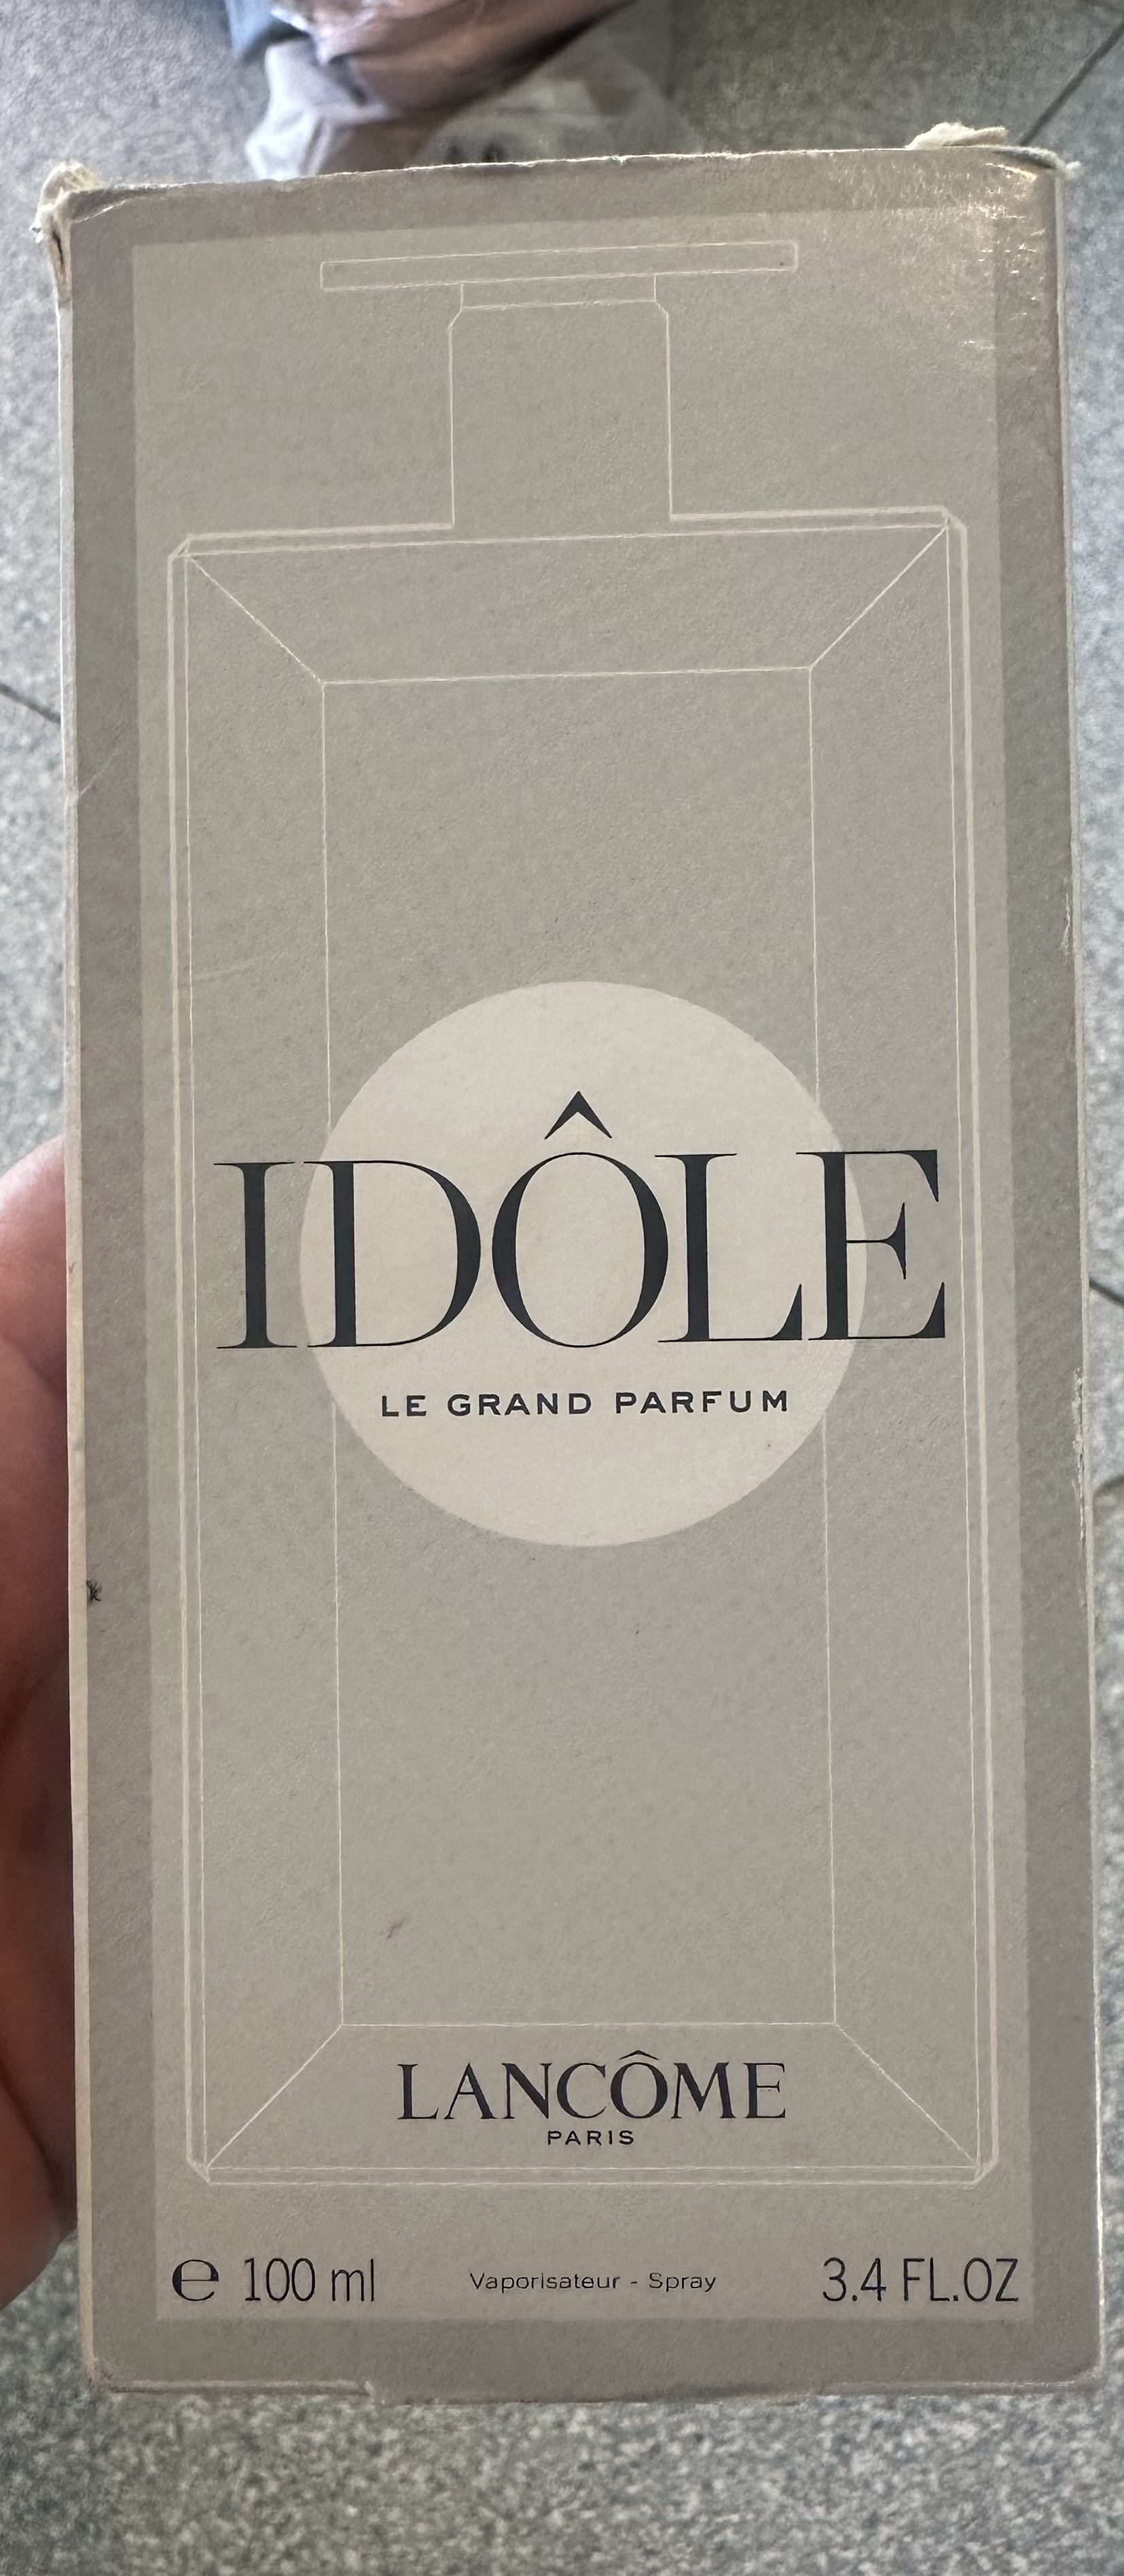 IDÔLE
LE GRAND PARFUM
LANCÔME
PARIS
℮ 100 ml Vaporisateur - Spray 3.4 FL.OZ